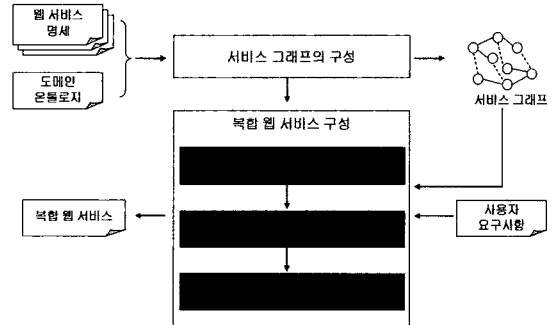 웹 서비스
명세
도메인
온톨로지
서비스 그래프의 구성
서비스 그래프
복합 웹 서비스 구성
복합 웹 서비스
사용자
요구사항